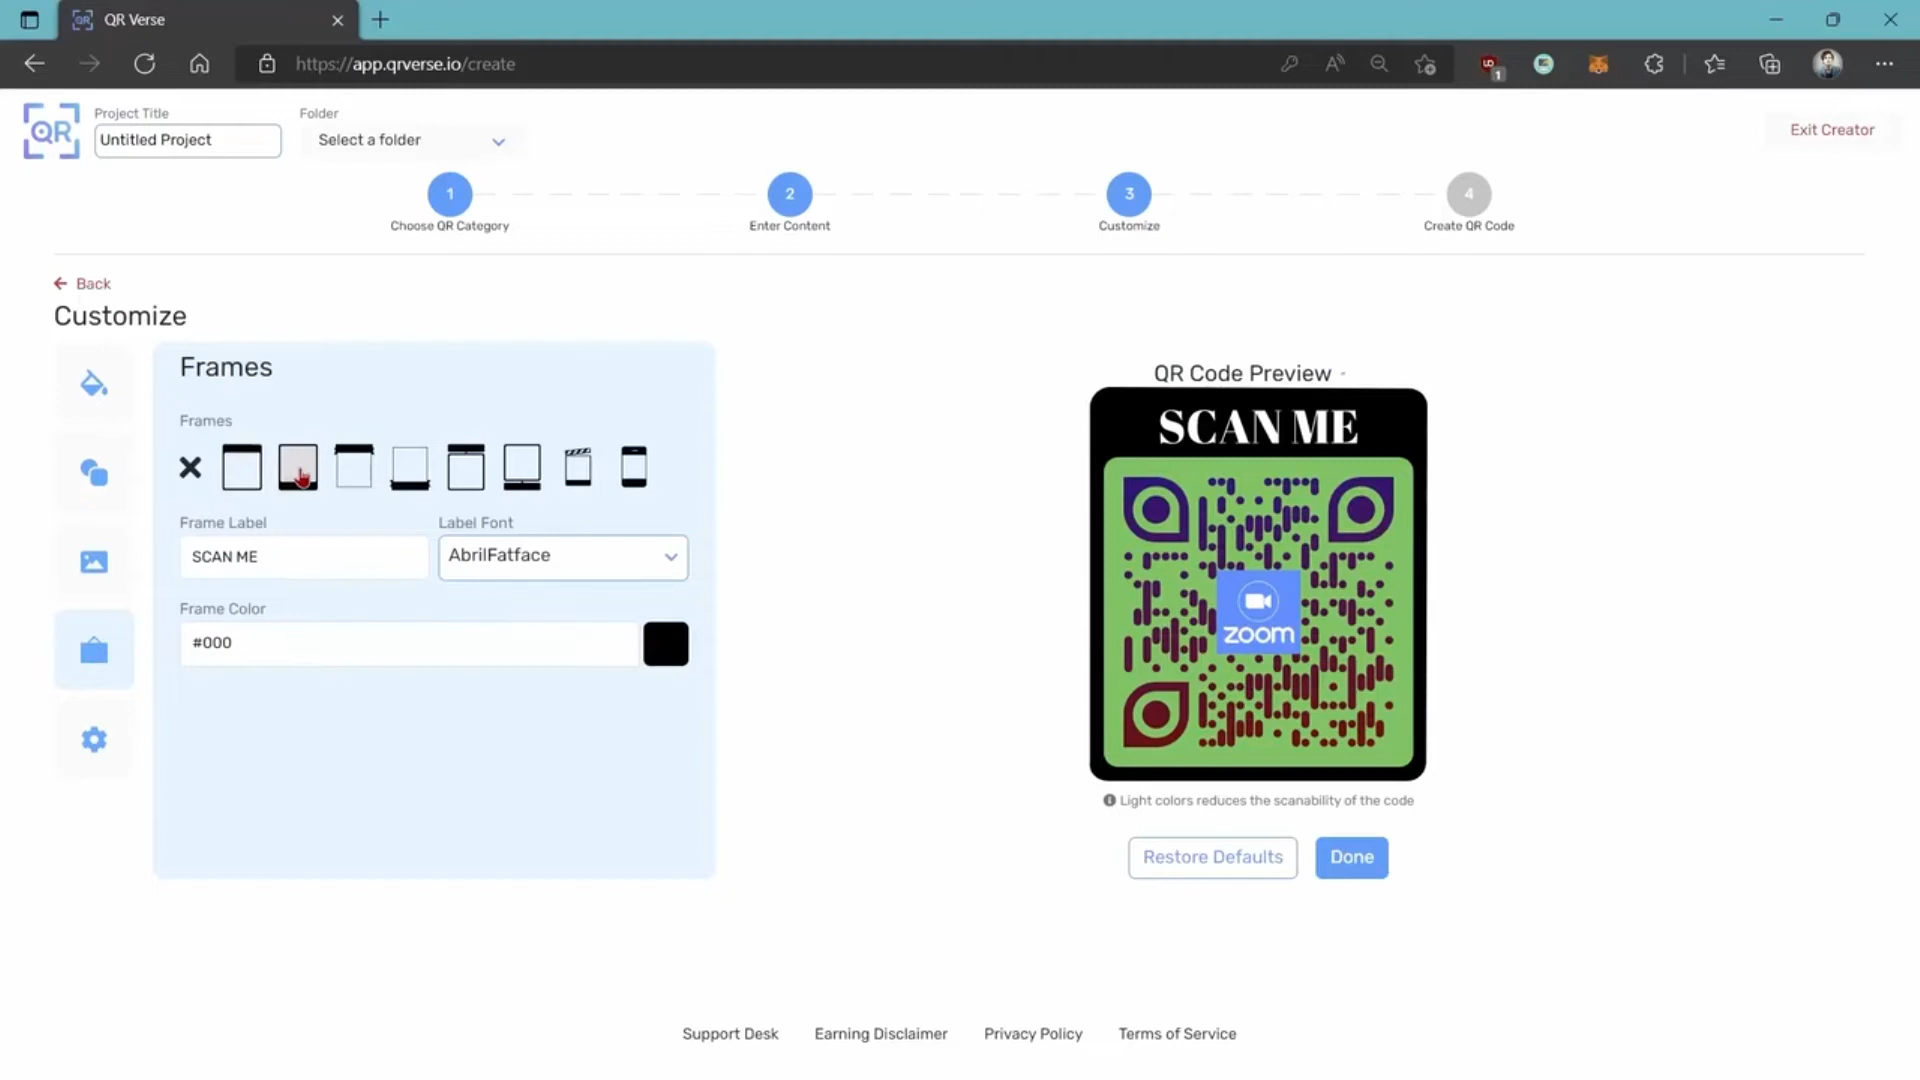 QR Verse
https://app.qrverse.io/create
UD
1
QR
Project Title
Untitled Project
Folder
Select a folder
Exit Creator
1
2
3
4
Choose QR Category
Enter Content
Customize
Create QR Code
Back
Customize
Frames
Frames
Frame Label
Label Font
SCAN ME
AbrilFatface
Frame Color
#000
QR Code Preview -
SCAN ME
zoom
Light colors reduces the scanability of the code
Restore Defaults
Done
Support Desk
Earning Disclaimer
Privacy Policy
Terms of Service